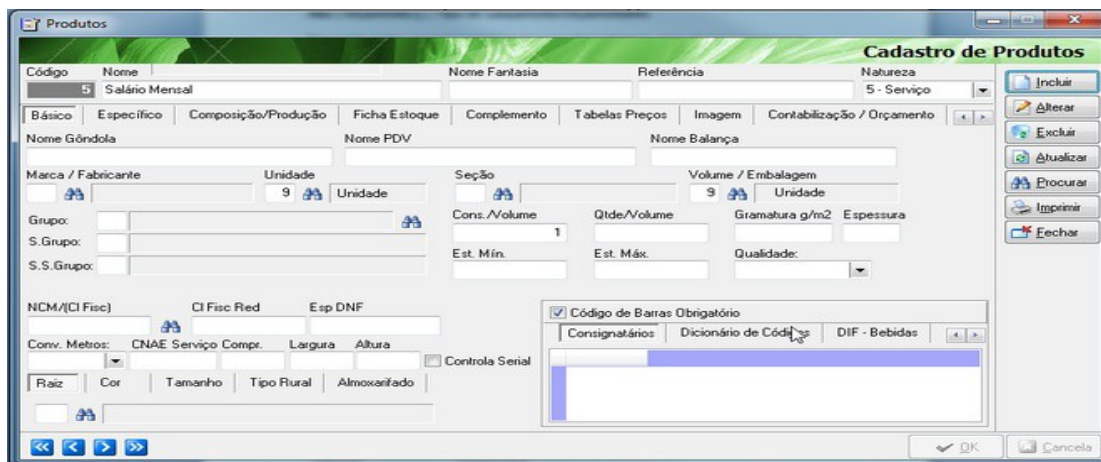 Produtos
Cadastro de Produtos
Código Nome Nome Fantasia Referência Natureza
5 Salário Mensal 5 - Serviço
Incluir
Alterar
Excluir
Atualizar
Procurar
Imprimir
Fechar
Básico Específico Composição/Produção Ficha Estoque Complemento Tabelas Preços Imagem Contabilização / Orçamento
Nome Gôndola Nome PDV Nome Balança
Marca / Fabricante Unidade Seção Volume / Embalagem
9 Unidade 9 Unidade
Grupo: Cons./Volume Qtde/Volume Gramatura g/m2 Espessura
1
S.Grupo:
Est. Mín. Est. Máx. Qualidade:
S.S.Grupo:
NCM/(Cl Fisc) Cl Fisc Red Esp DNF
Código de Barras Obrigatório
Consignatários Dicionário de Códigos DIF - Bebidas
Conv. Metros: CNAE Serviço Compr. Largura Altura
Controla Serial
Raiz Cor Tamanho Tipo Rural Almoxarifado
OK Cancela